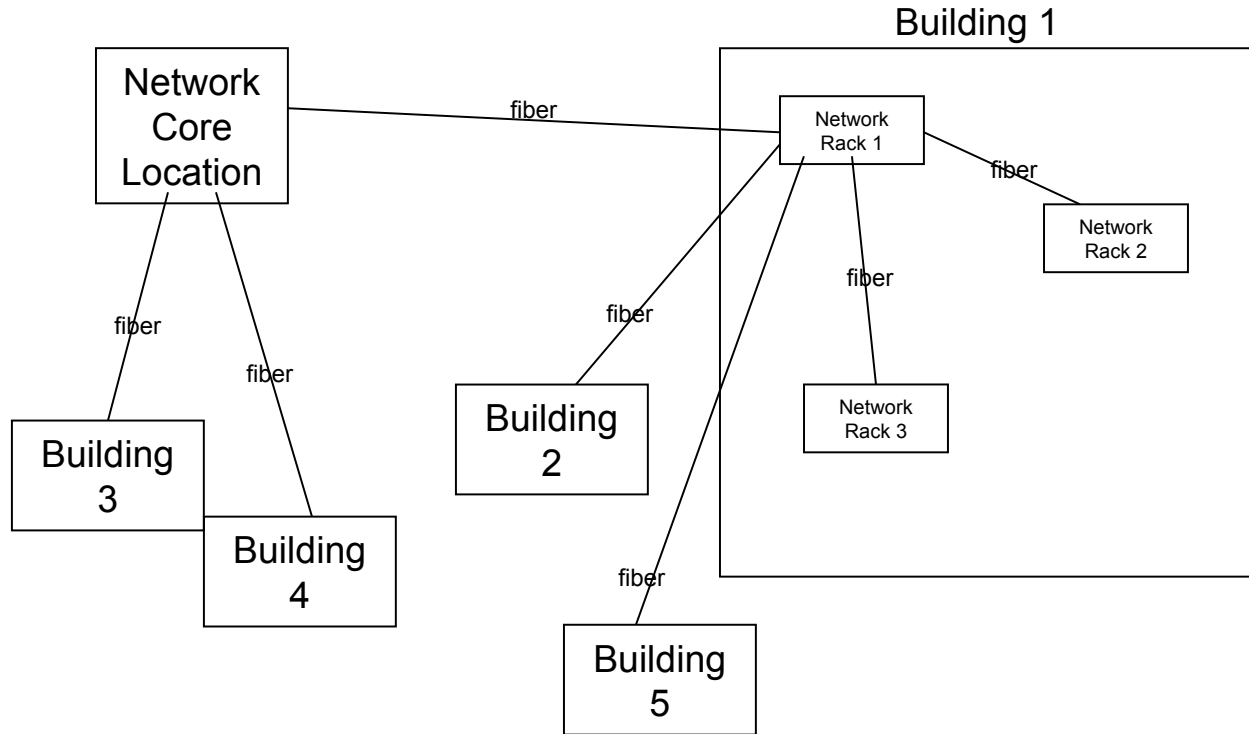 Building 1
Network
Core
Location
fiber
Network
Rack 1
fiber
Network
Rack 2
fiber
Network
Rack 3
fiber
fiber
fiber
Building
2
Building
3
Building
4
fiber
Building
5